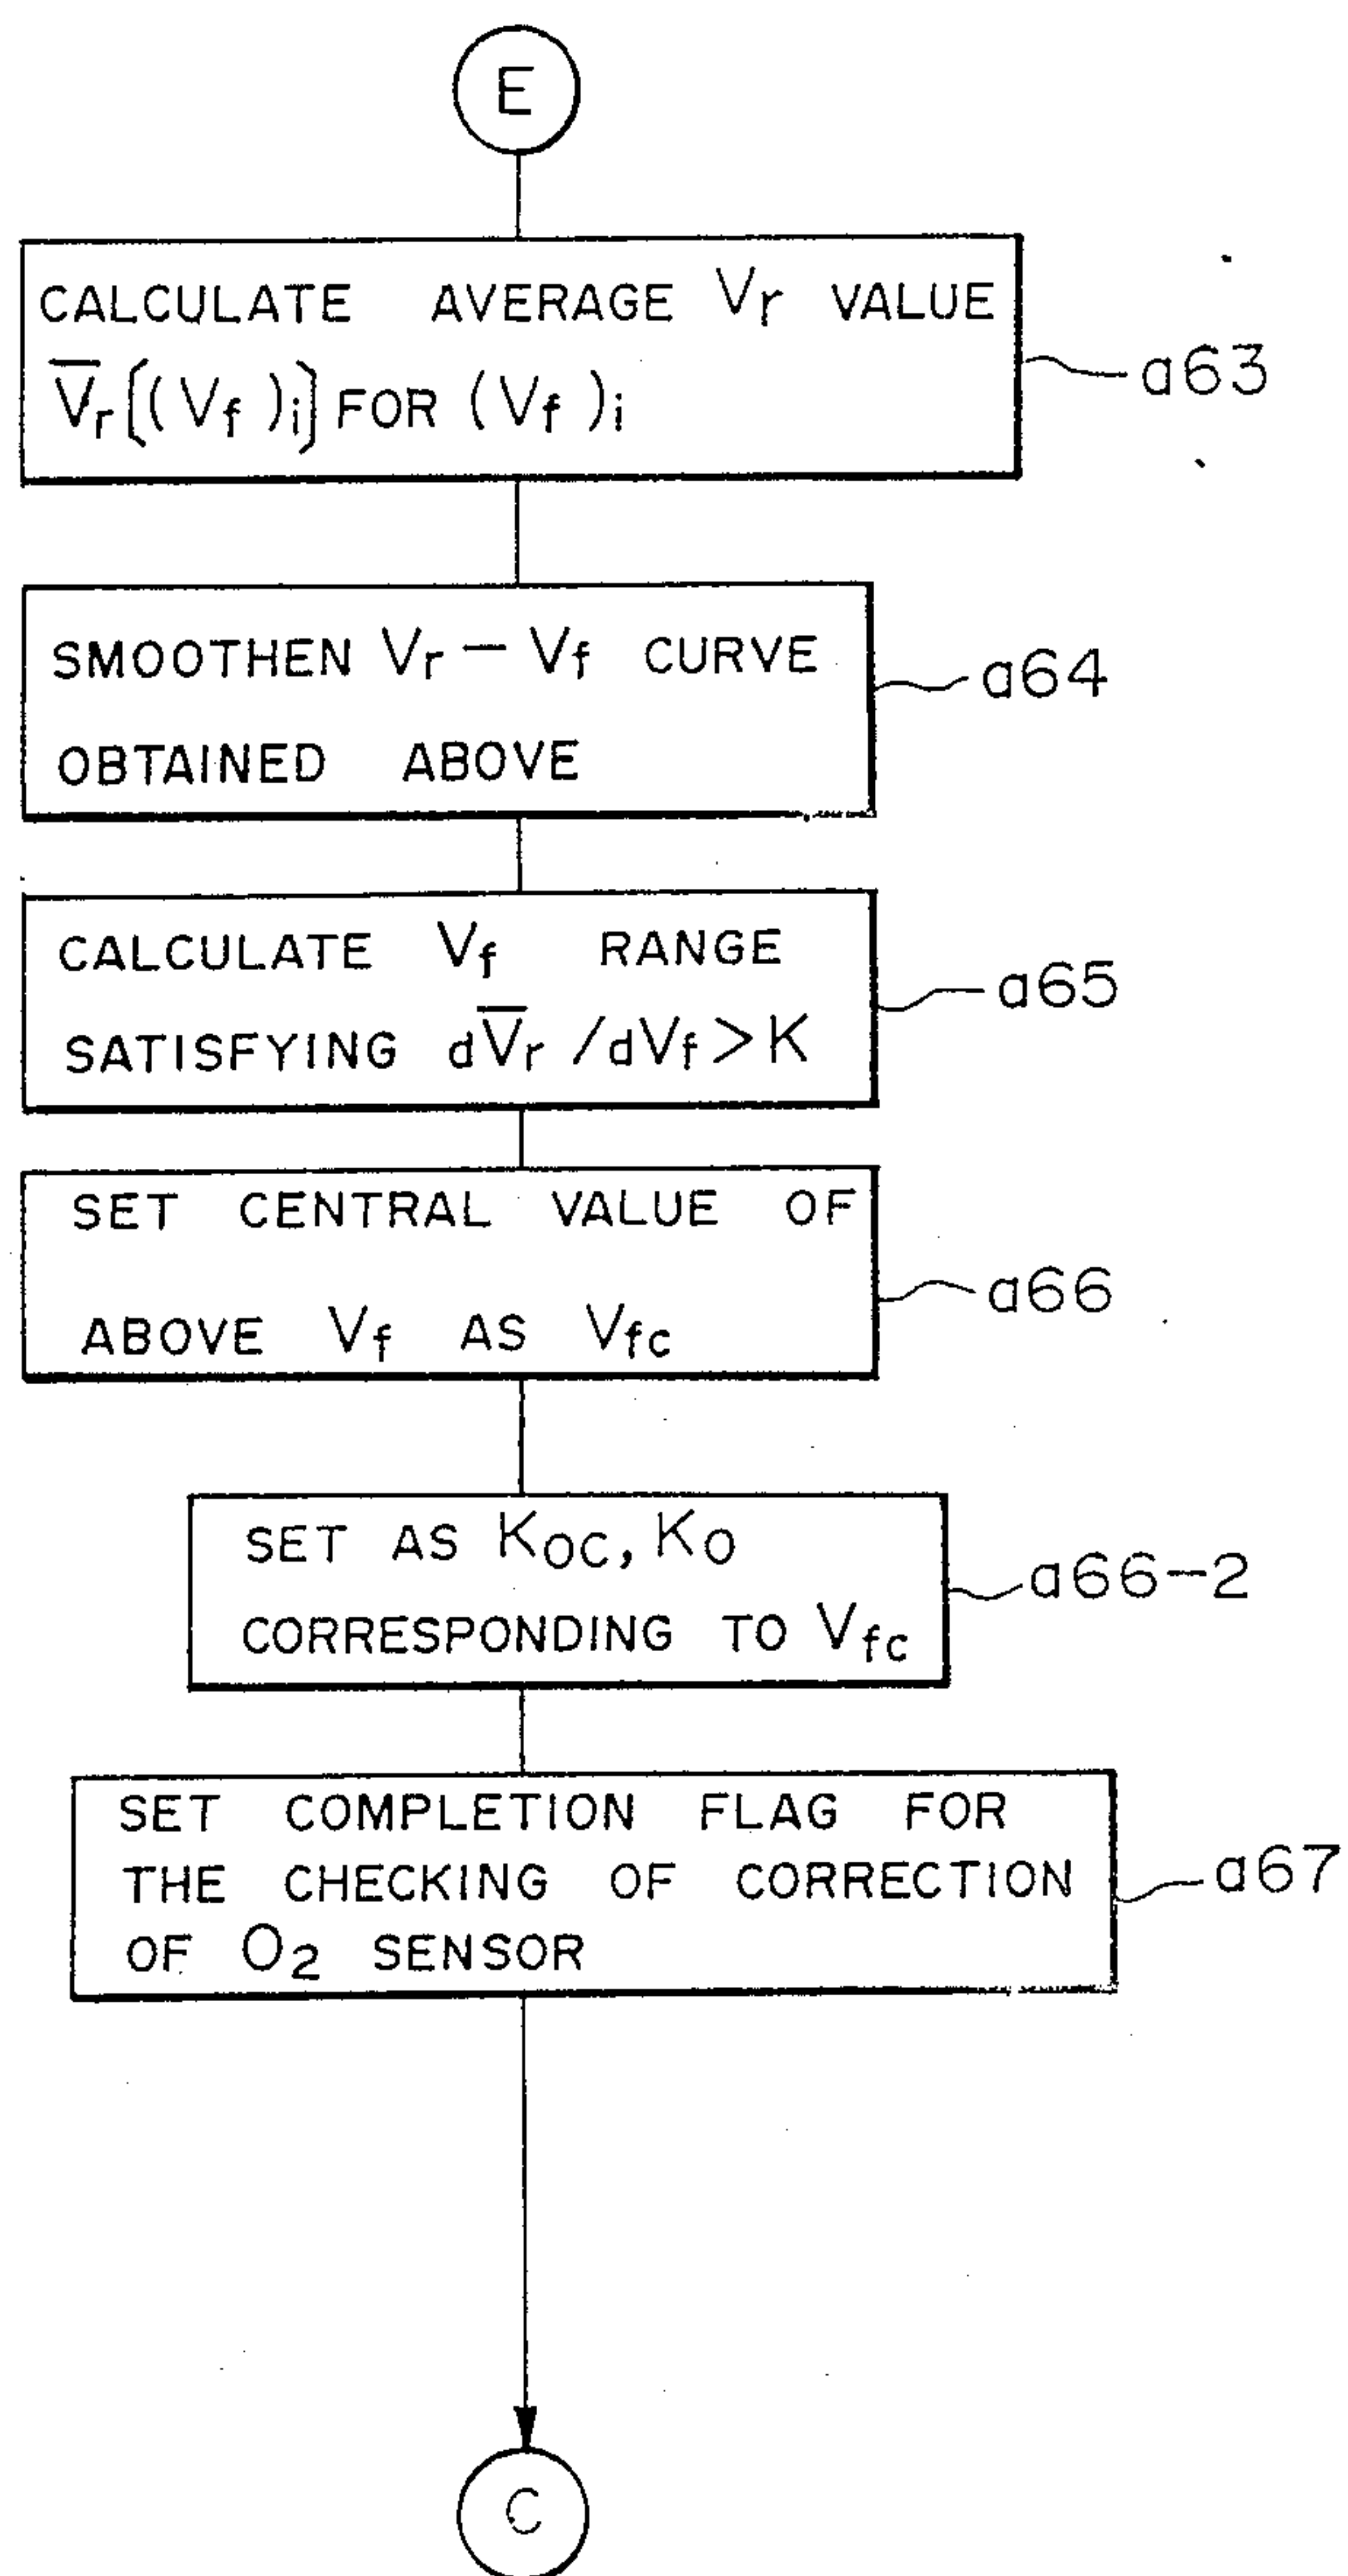 E
CALCULATE AVERAGE Vr VALUE
V̅r[(Vf)i] FOR (Vf)i
a63
SMOOTHEN Vr − Vf CURVE
OBTAINED ABOVE
a64
CALCULATE Vf RANGE
SATISFYING dV̅r/dVf>K
a65
SET CENTRAL VALUE OF
ABOVE Vf AS Vfc
a66
SET AS KOC, KO
CORRESPONDING TO Vfc
a66-2
SET COMPLETION FLAG FOR
THE CHECKING OF CORRECTION
OF O2 SENSOR
a67
C